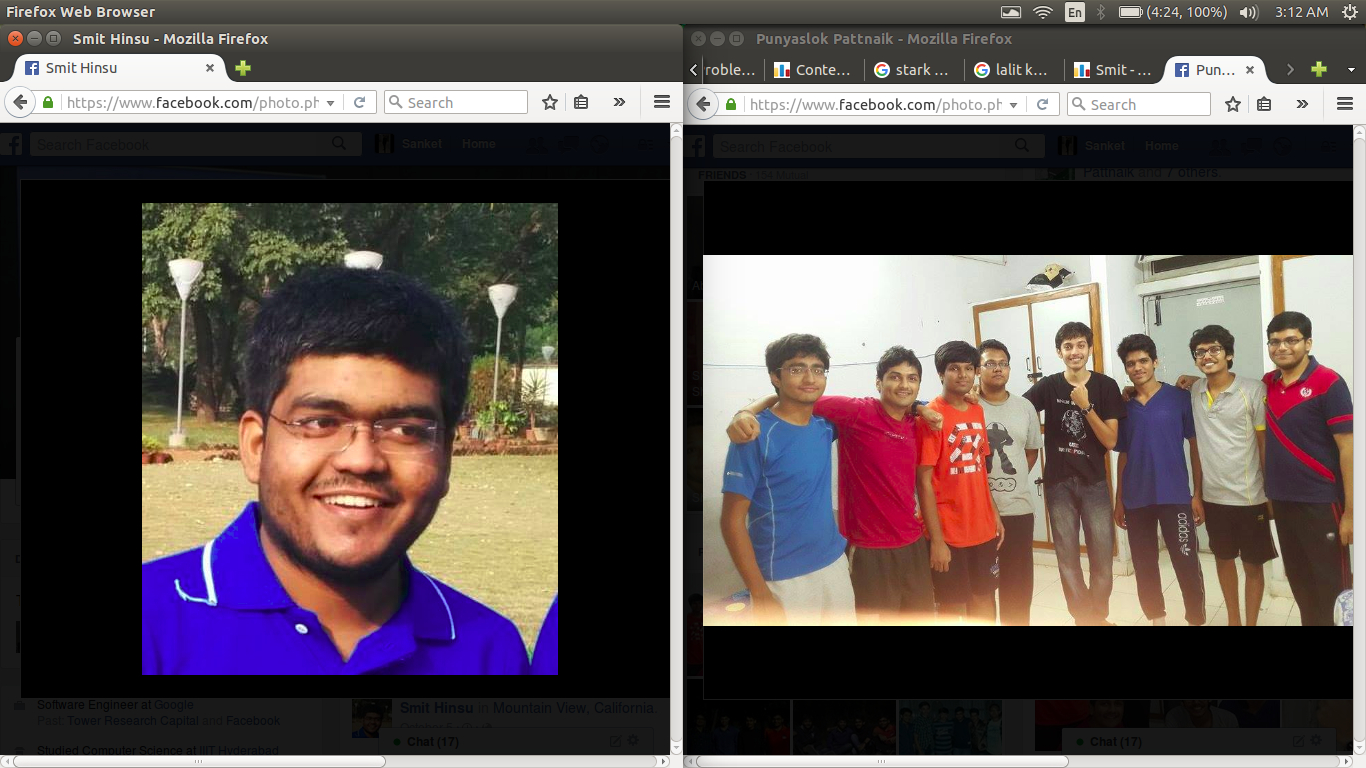 Firefox Web Browser
En
(4:24, 100%)
3:12 AM
Smit Hinsu - Mozilla Firefox
Smit Hinsu
https://www.facebook.com/photo.ph
Search
Search Facebook
Sanket
Home
Software Engineer at Google
Past: Tower Research Capital and Facebook
Studied Computer Science at IIIT Hyderabad
Smit Hinsu in Mountain View, California.
Chat (17)
Punyaslok Pattnaik - Mozilla Firefox
roble...
Conte...
stark ...
lalit k...
Smit - ...
Pun...
https://www.facebook.com/photo.ph
Search
Search Facebook
Sanket
Home
FRIENDS
Pattnaik and 7 others.
adidas
Chat (17)